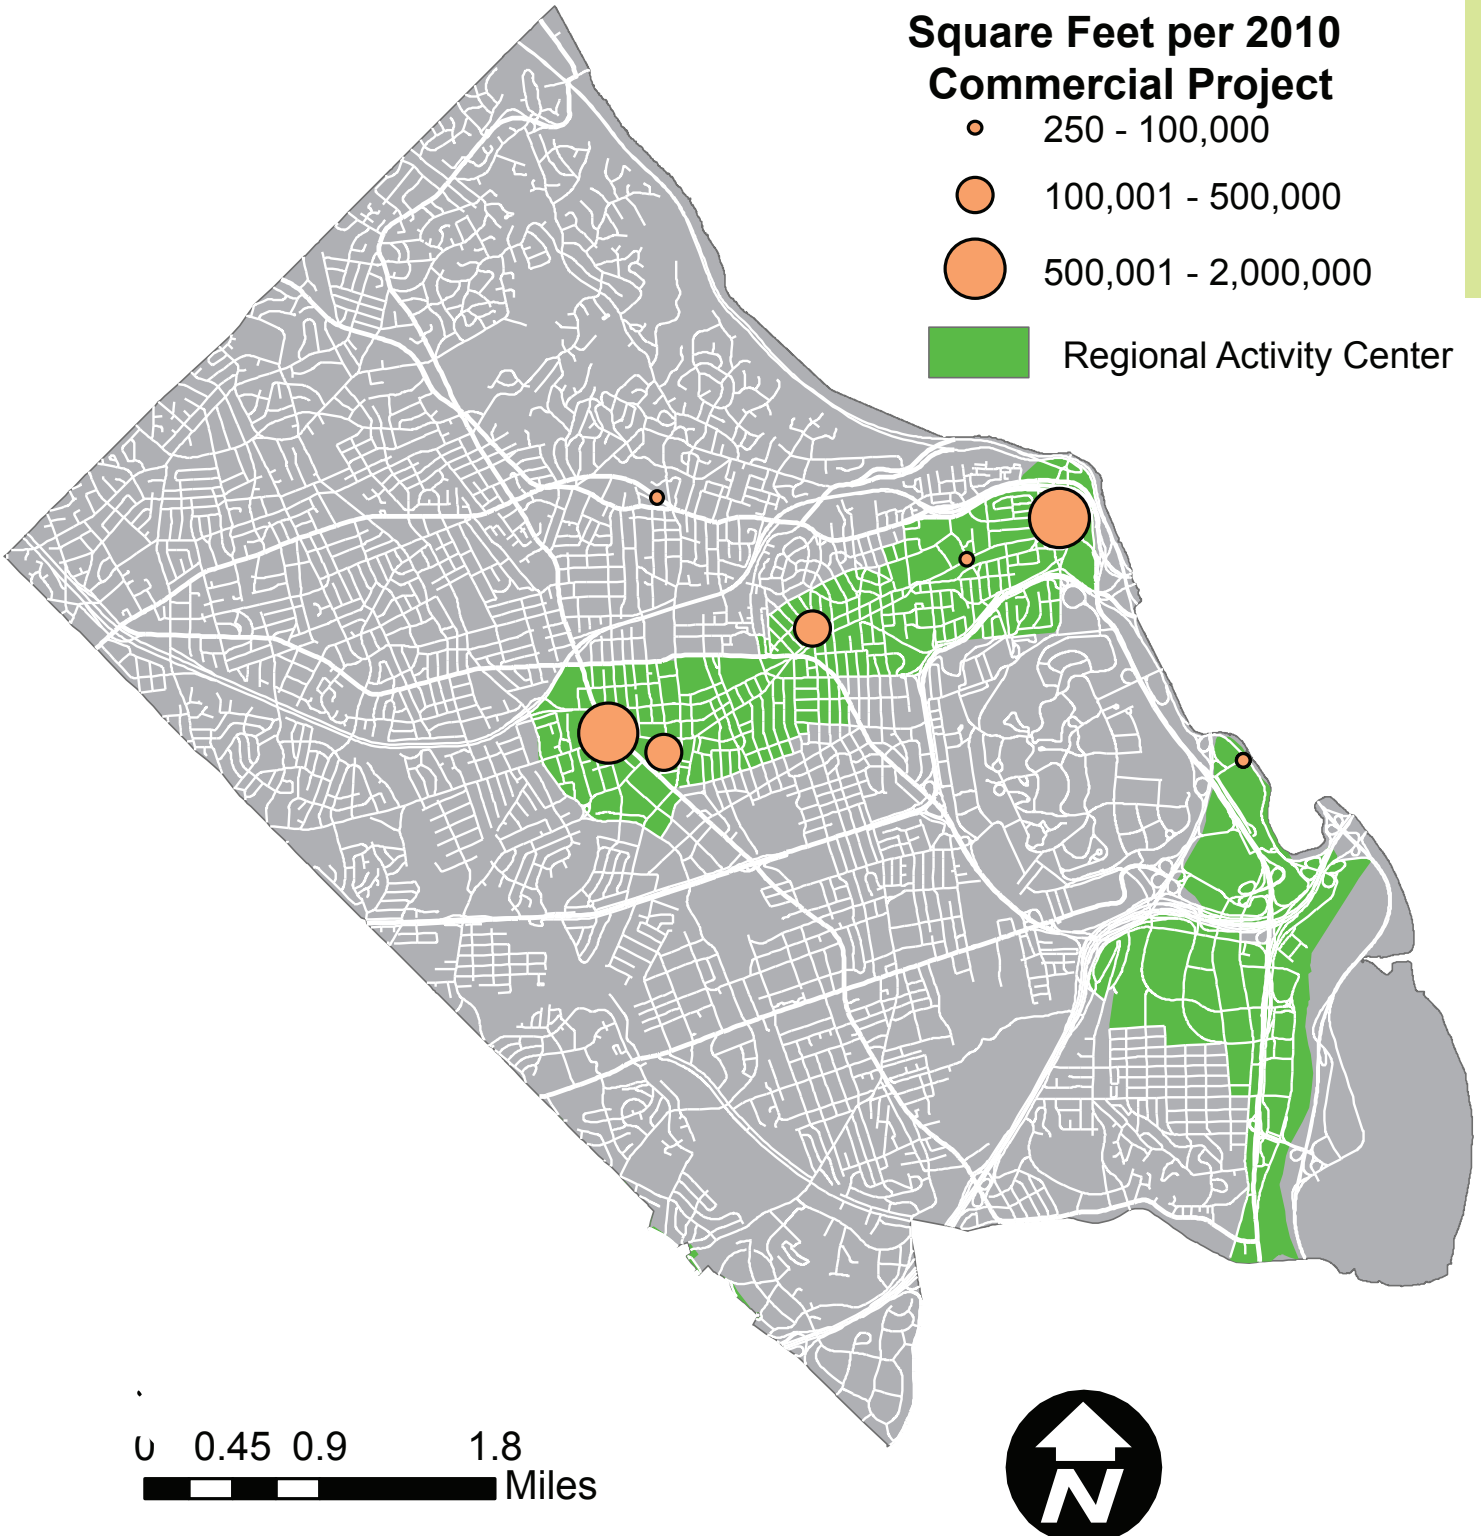 Square Feet per 2010
Commercial Project
250 - 100,000
100,001 - 500,000
500,001 - 2,000,000
Regional Activity Center
0 0.45 0.9 1.8
Miles
N